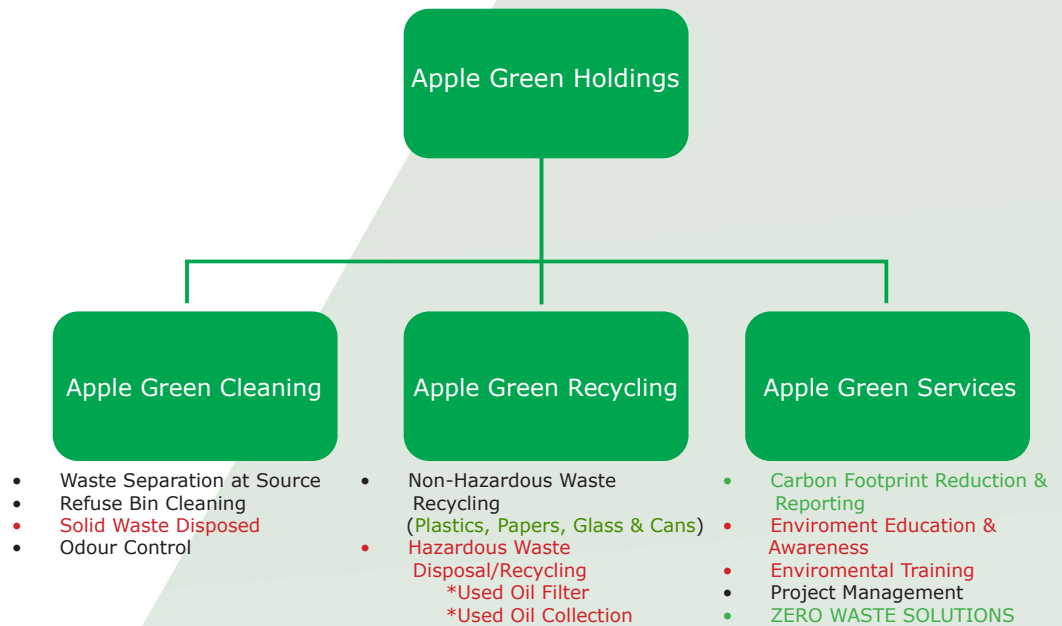 Apple Green Holdings
Apple Green Cleaning
• Waste Separation at Source
• Refuse Bin Cleaning
• Solid Waste Disposed
• Odour Control
Apple Green Recycling
• Non-Hazardous Waste
Recycling
(Plastics, Papers, Glass & Cans)
• Hazardous Waste
Disposal/Recycling
*Used Oil Filter
*Used Oil Collection
Apple Green Services
• Carbon Footprint Reduction &
Reporting
• Enviroment Education &
Awareness
• Enviromental Training
• Project Management
• ZERO WASTE SOLUTIONS